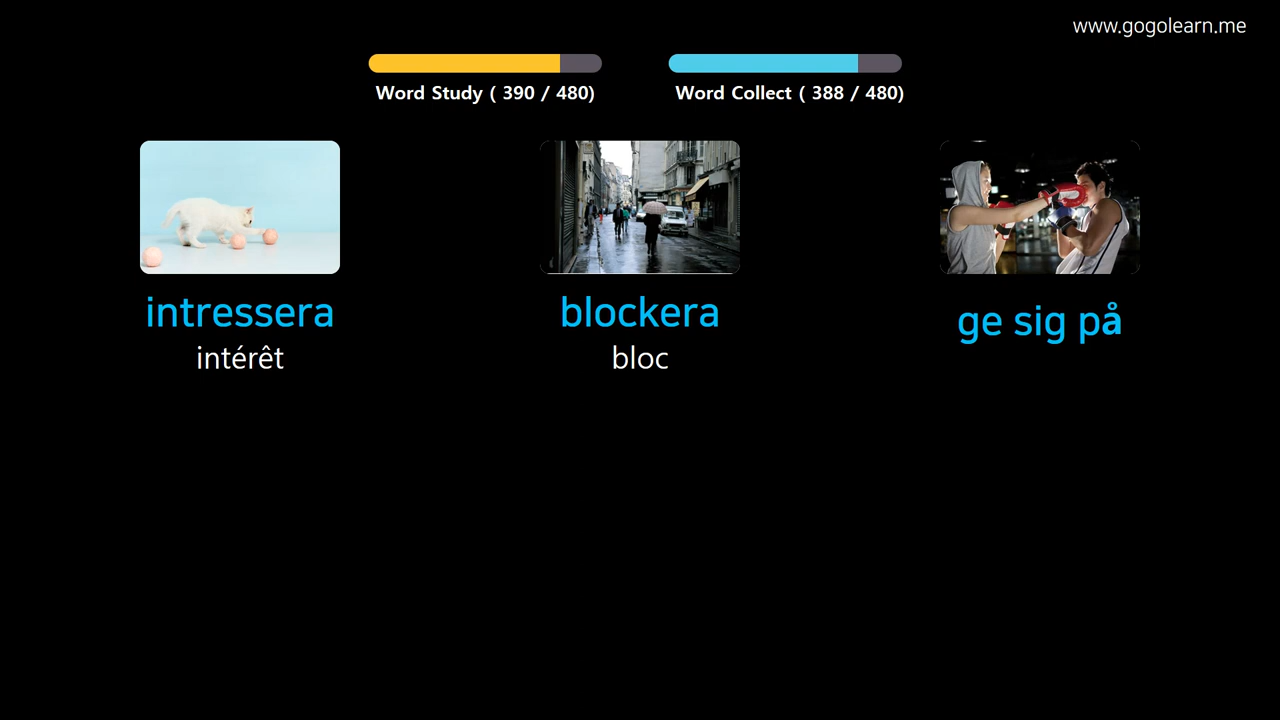 www.gogolearn.me
Word Study ( 390 / 480)
Word Collect ( 388 / 480)
intressera
intérêt
blockera
bloc
ge sig på